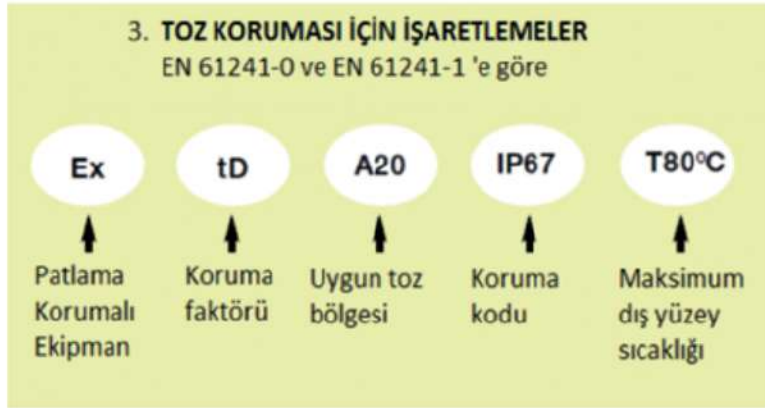 3. TOZ KORUMASI İÇİN İŞARETLEMELER
EN 61241-0 ve EN 61241-1 'e göre
Ex tD A20 IP67 T80ºC
Patlama Koruma Uygun toz Koruma Maksimum
Korumalı faktörü bölgesi kodu dış yüzey
Ekipman sıcaklığı